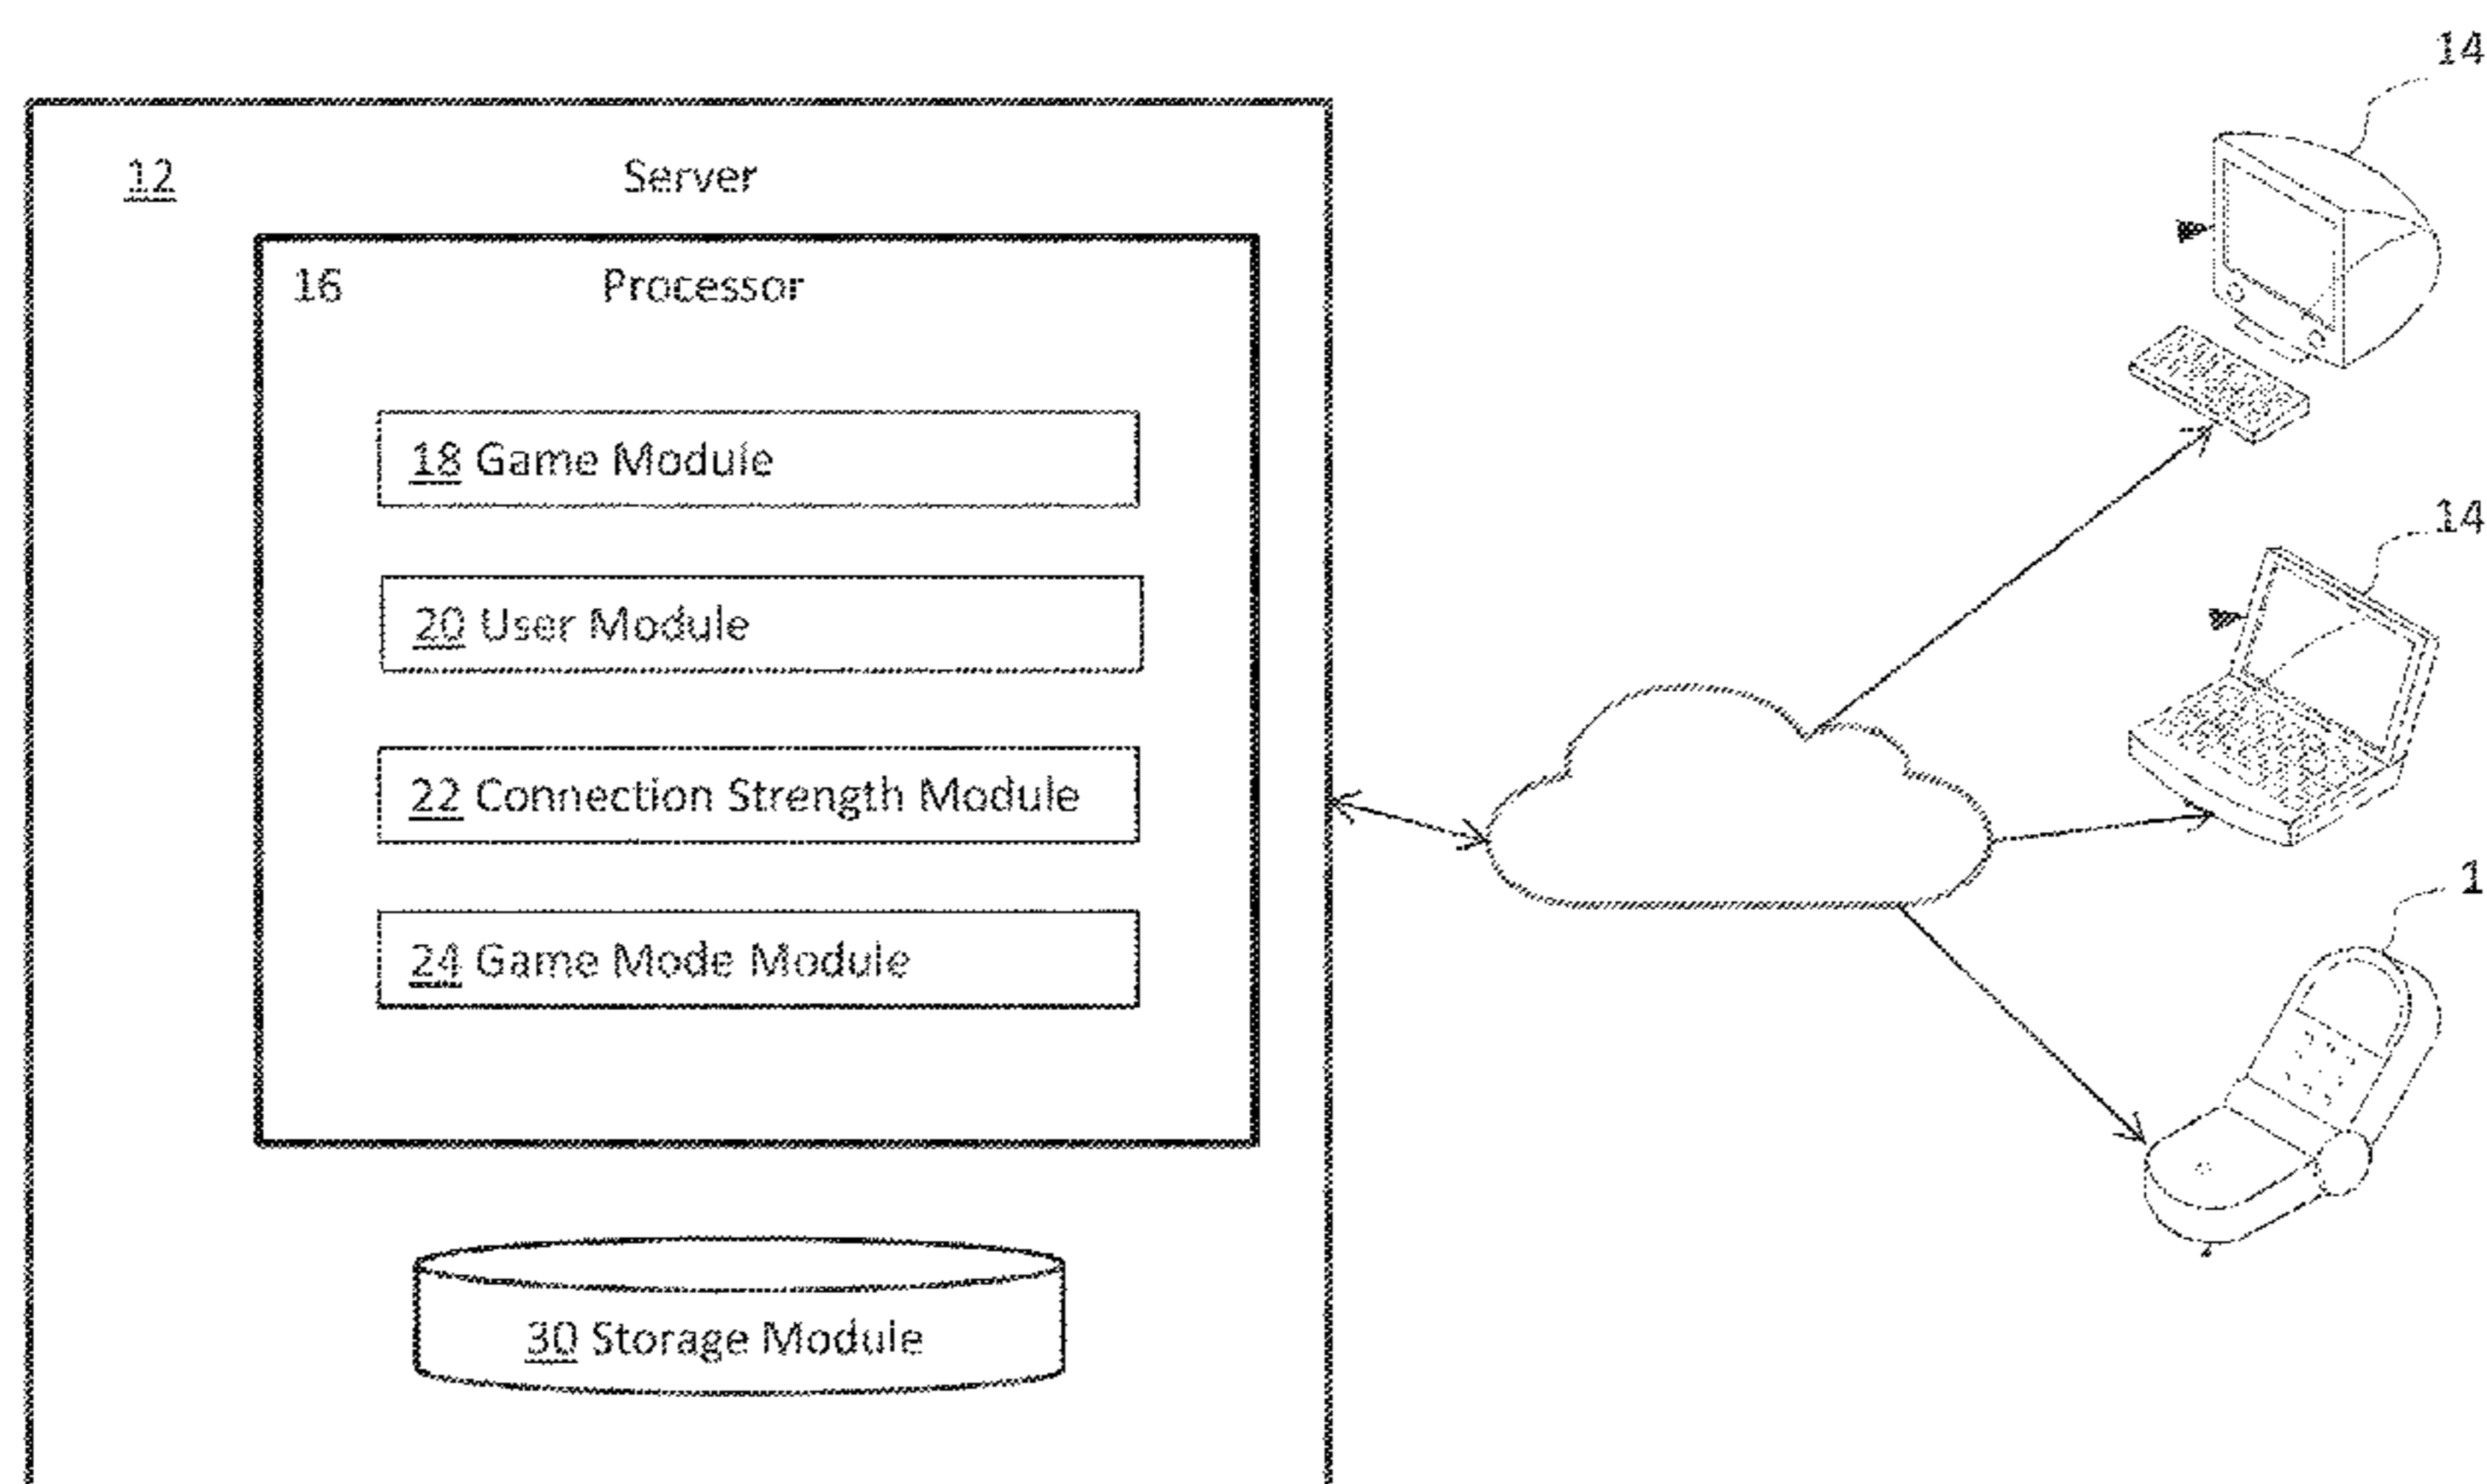 14
12 Server
16 Processor
18 Game Module
20 User Module
14
22 Connection Strength Module
1
24 Game Mode Module
30 Storage Module